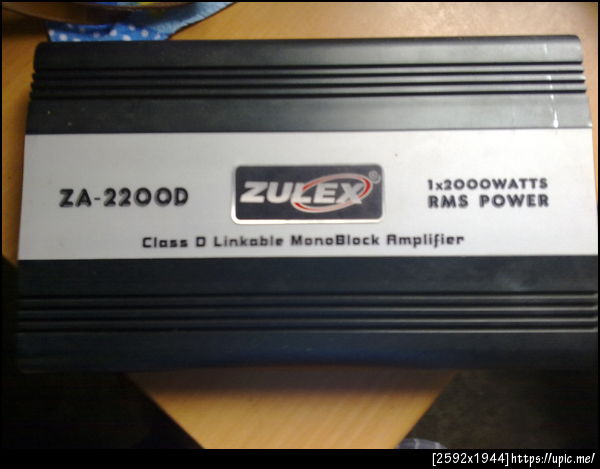 ZA-2200D
ZULEX®
1x2000WATTS
RMS POWER
Class D Linkable MonoBlock Amplifier
[2592x1944]https://upic.me/